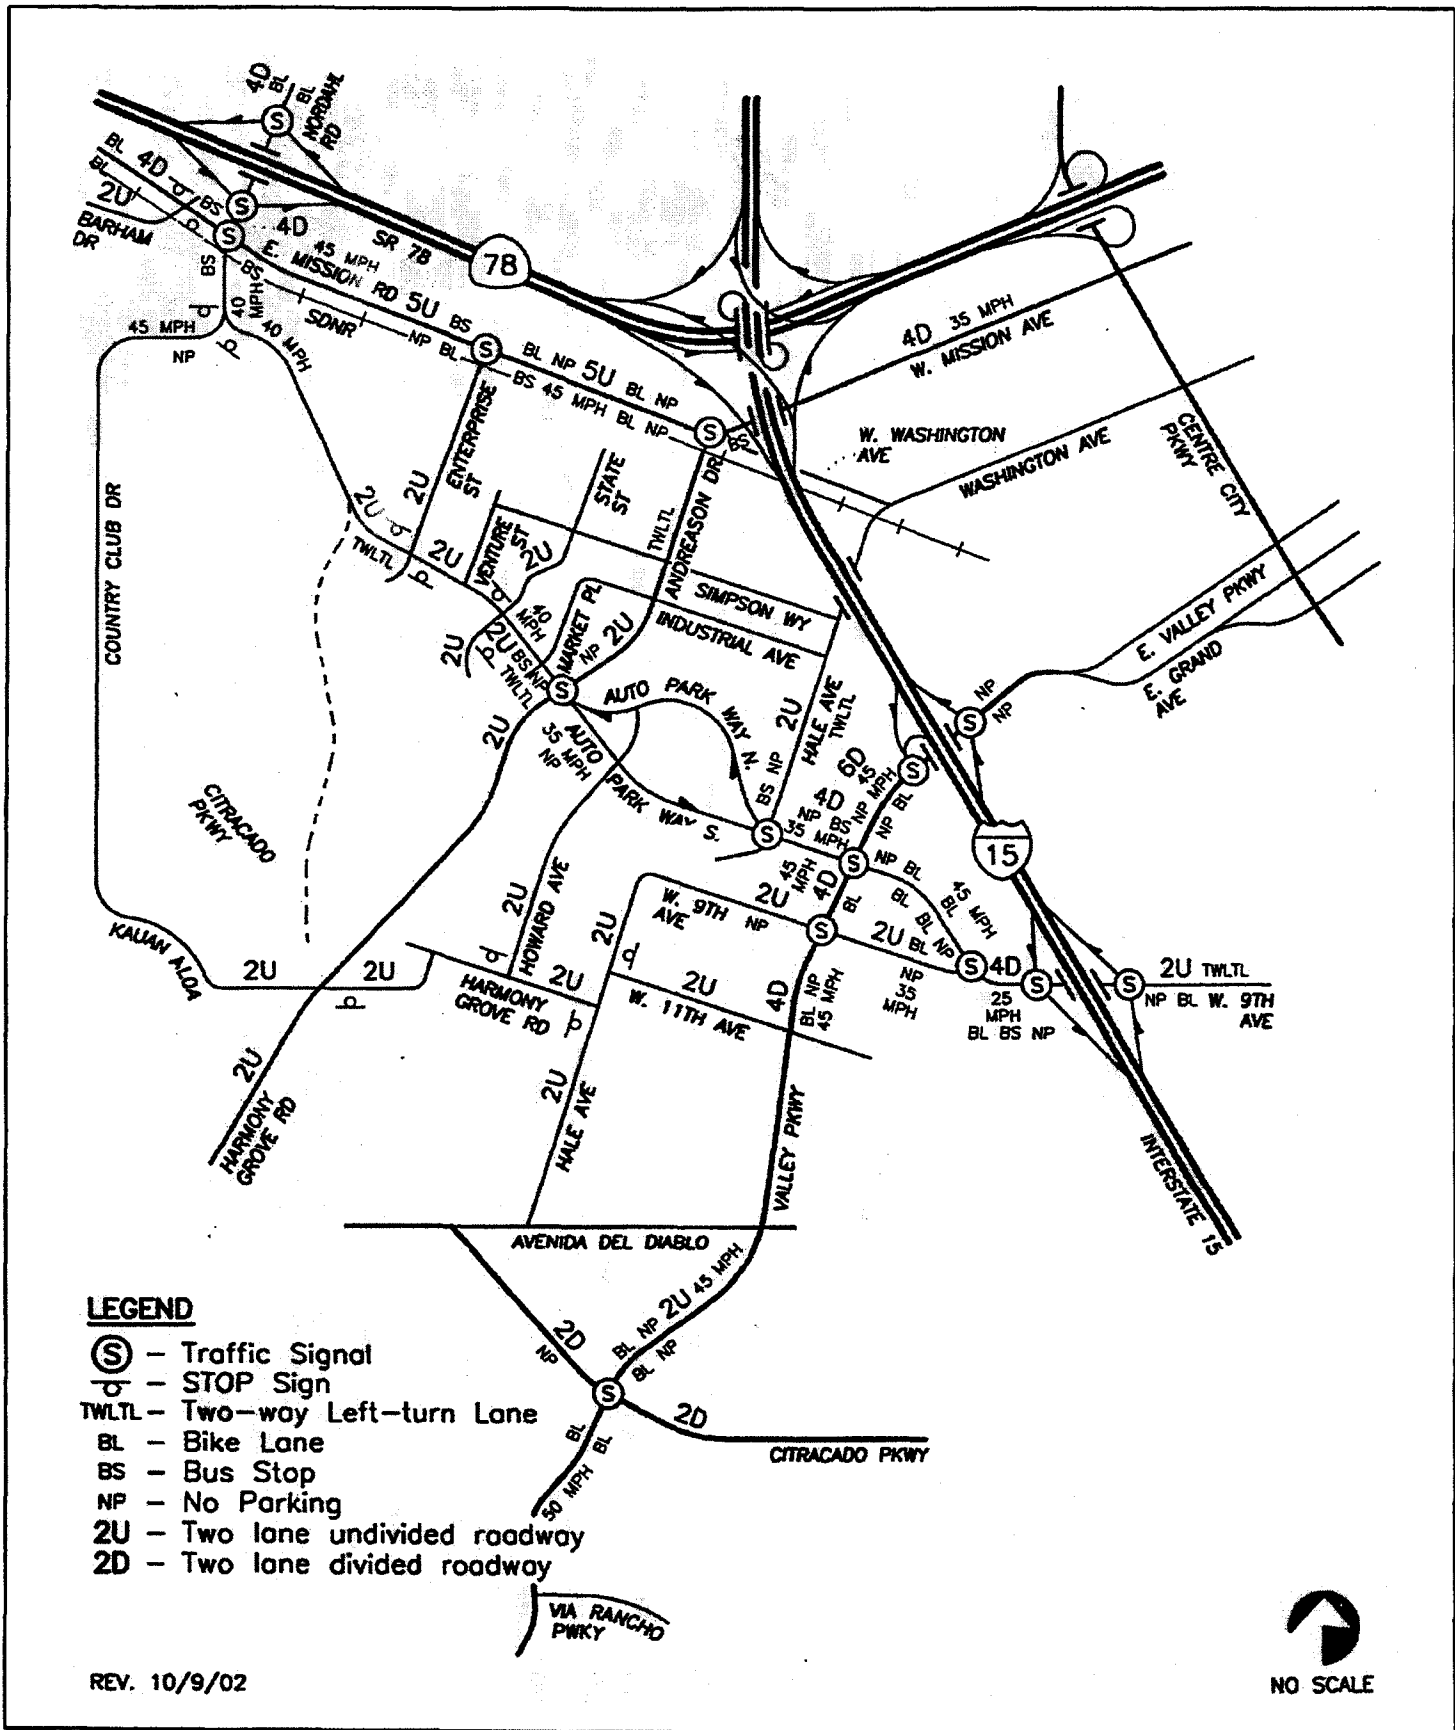 4D
BL
BL
NORDAHL
RD
S
BL
4D
BL
2U
BS
S
BARHAM
DR
S
4D
45 MPH
SR 78
78
E. MISSION RD
5U
BS
BS
BS
40
MPH
SDNR
NP BL
S
BL NP
5U
BL NP
BS 45 MPH BL NP
S
BS
45 MPH
NP
40 MPH
4D 35 MPH
W. MISSION AVE
W. WASHINGTON
AVE
WASHINGTON AVE
CENTRE CITY
PKWY
COUNTRY CLUB DR
2U
ENTERPRISE
ST
2U
TWLTL
2U
VENTURE
ST
STATE
ST
2U
TWLTL
ANDREASON DR
SIMPSON WY
INDUSTRIAL AVE
40
MPH
MARKET PL
NP
2U
2U
2U
BS
NP
TWLTL
S
E. VALLEY PKWY
E. GRAND
AVE
AUTO PARK WAY N.
2U
HALE AVE
TWLTL
NP
NP
S
2U
AUTO PARK WAY S.
35 MPH
NP
BS NP
6D
45
MPH
S
4D
NP BS
NP
NP BL
35 MPH
S
S
15
CITRACADO
PKWY
45
MPH
4D
BL
NP BL
BL BL NP
45 MPH
BL
2U
HOWARD AVE
2U
W. 9TH
AVE
NP
2U
S
2U
BL
S
4D
S
S
2U TWLTL
NP BL W. 9TH
AVE
NP
35
MPH
25
MPH
BL BS NP
KAUAN ALOA
2U
2U
2U
HARMONY
GROVE RD
2U
W. 11TH AVE
4D
BL NP
45 MPH
2U
HARMONY
GROVE RD
2U
HALE AVE
VALLEY PKWY
INTERSTATE 15
AVENIDA DEL DIABLO
2U 45 MPH
BL NP
BL NP
2D
NP
S
2D
CITRACADO PKWY
BL
BL
50 MPH
VIA RANCHO
PWKY
LEGEND
S – Traffic Signal
– STOP Sign
TWLTL – Two–way Left–turn Lane
BL – Bike Lane
BS – Bus Stop
NP – No Parking
2U – Two lane undivided roadway
2D – Two lane divided roadway
REV. 10/9/02
NO SCALE